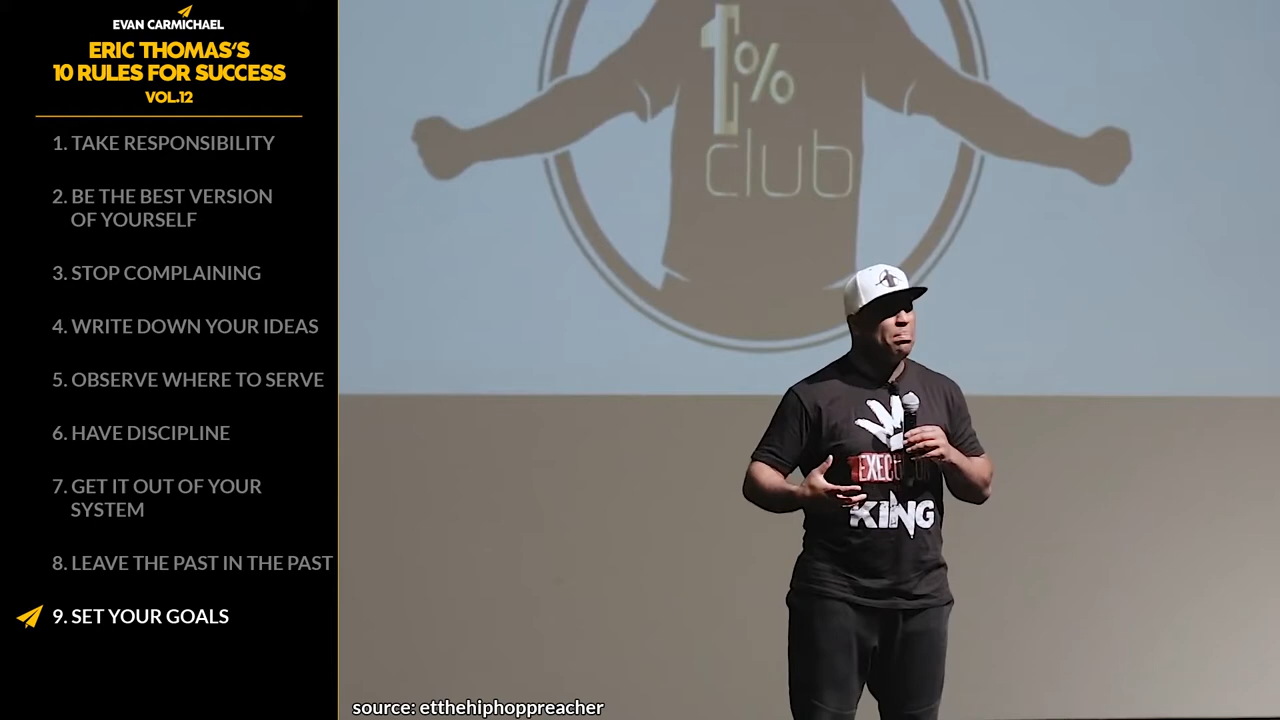 EVAN CARMICHAEL
ERIC THOMAS'S
10 RULES FOR SUCCESS
VOL.12
1. TAKE RESPONSIBILITY
2. BE THE BEST VERSION
OF YOURSELF
3. STOP COMPLAINING
4. WRITE DOWN YOUR IDEAS
5. OBSERVE WHERE TO SERVE
6. HAVE DISCIPLINE
7. GET IT OUT OF YOUR
SYSTEM
8. LEAVE THE PAST IN THE PAST
9. SET YOUR GOALS
1%
club
KING
source: etthehiphoppreacher